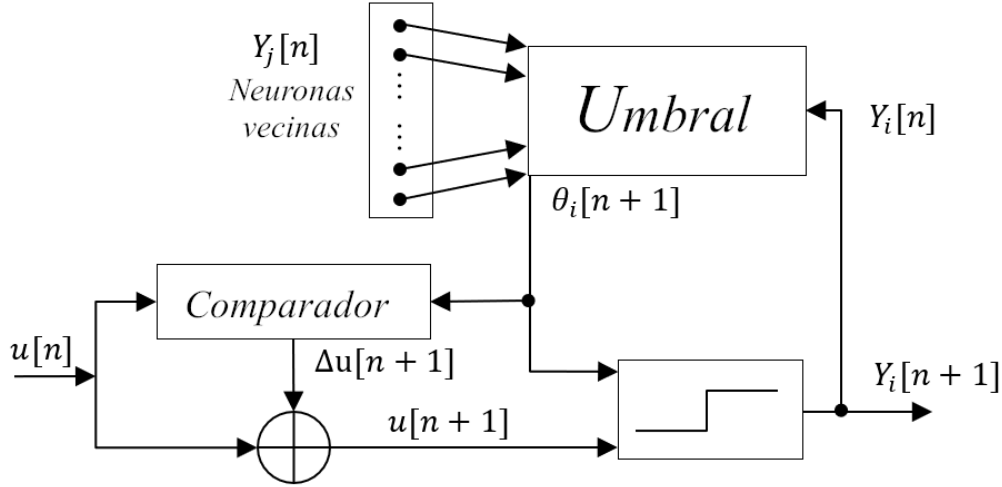 Y_j[n]
Neuronas
vecinas
Umbral
Y_i[n]
θ_i[n + 1]
Comparador
u[n]
Δu[n + 1]
u[n + 1]
Y_i[n + 1]